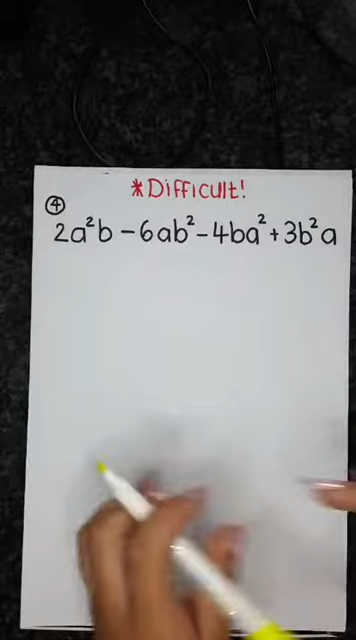 *Difficult!
④
2a²b - 6ab² - 4ba² + 3b²a